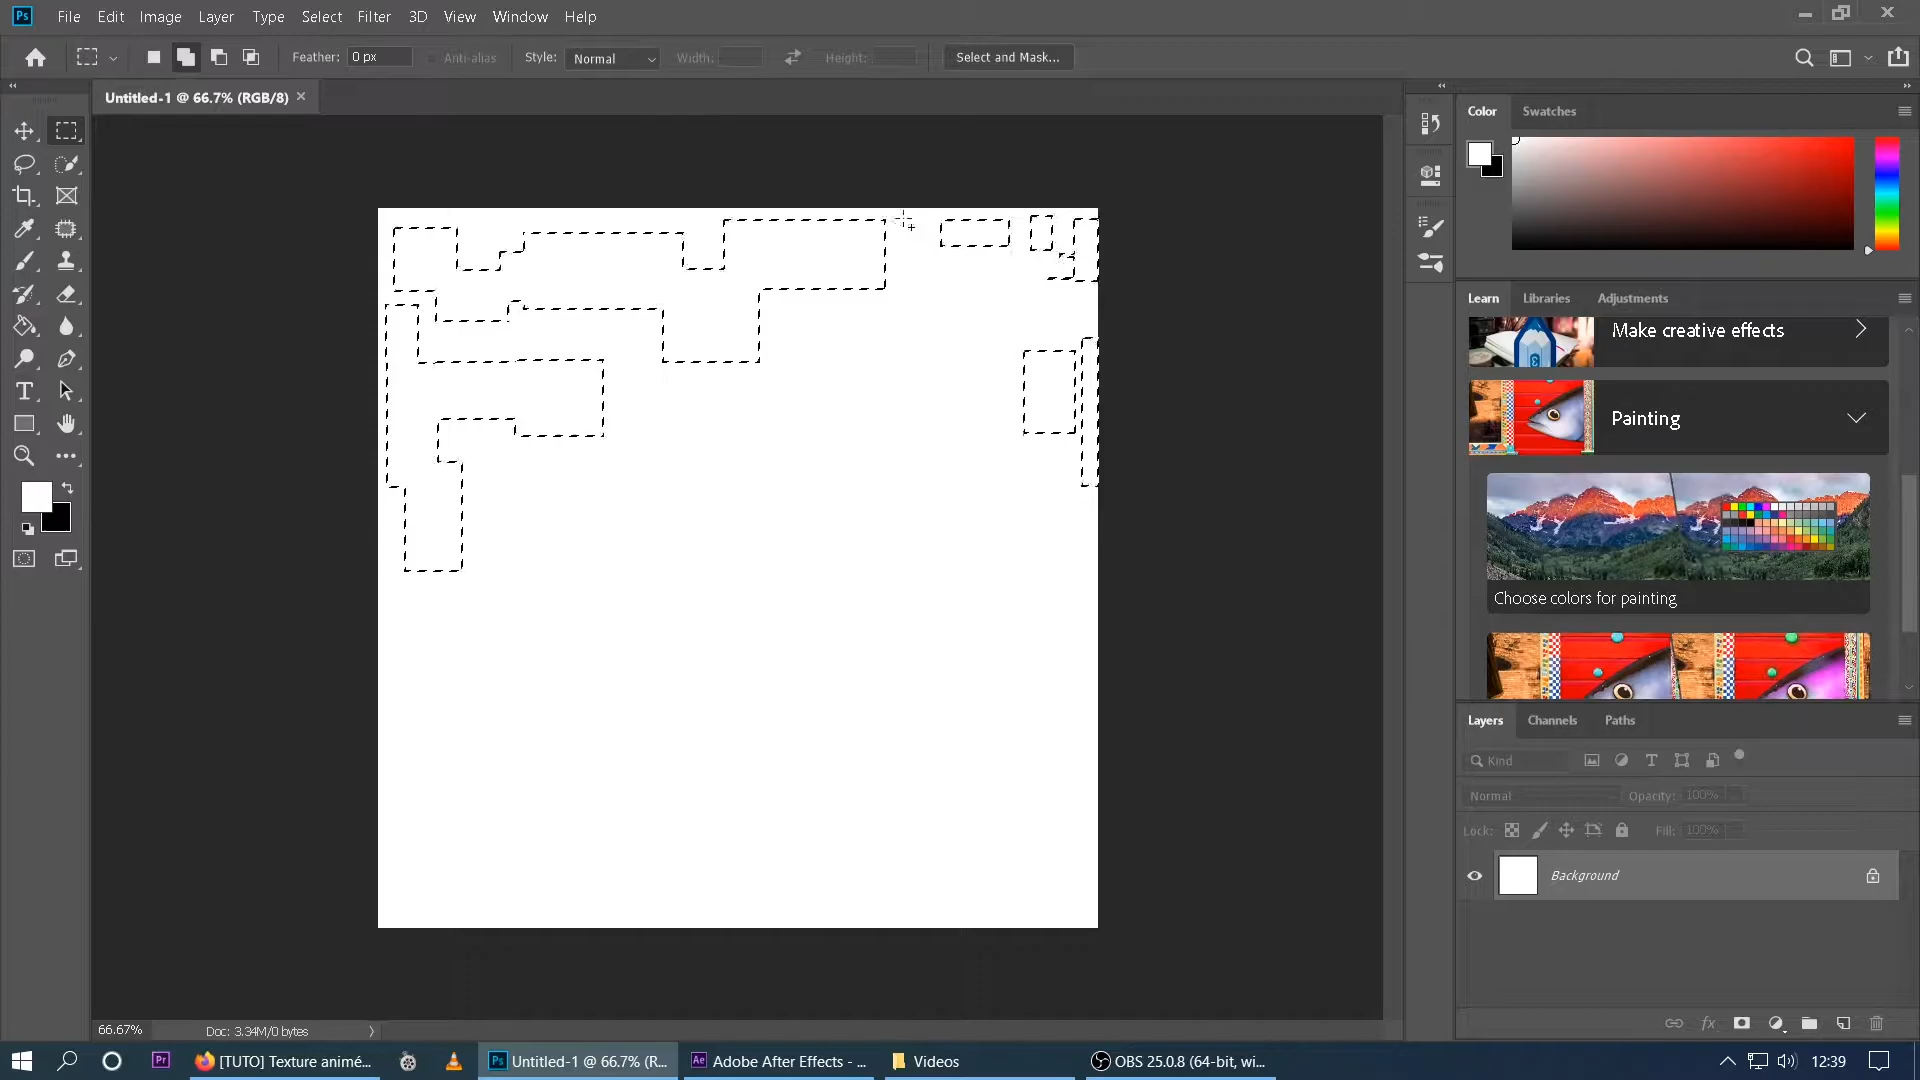 Ps File Edit Image Layer Type Select Filter 3D View Window Help
Feather: 0 px Anti-alias Style: Normal Width: Height: Select and Mask...
Untitled-1 @ 66.7% (RGB/8) ×
Color Swatches
Learn Libraries Adjustments
Make creative effects
Painting
Choose colors for painting
Layers Channels Paths
Kind
Normal Opacity: 100%
Lock: Fill: 100%
Background
fx
66.67% Doc: 3.34M/0 bytes
Pr [TUTO] Texture animé... Ps Untitled-1 @ 66.7% (R... Ae Adobe After Effects - ... Videos OBS 25.0.8 (64-bit, wi... 12:39